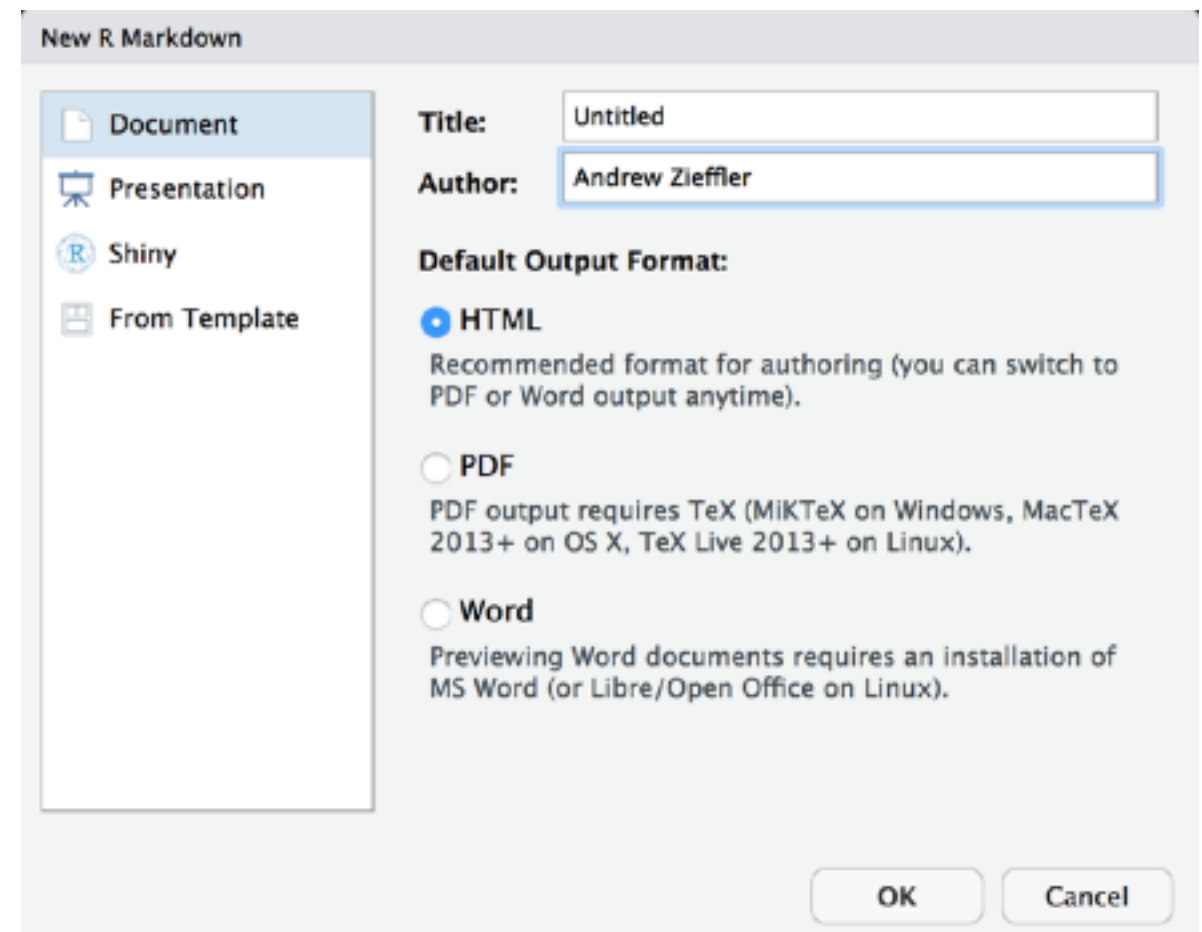 New R Markdown
Document
Presentation
Shiny
From Template
Title:
Untitled
Author:
Andrew Zieffler
Default Output Format:
HTML
Recommended format for authoring (you can switch to
PDF or Word output anytime).
PDF
PDF output requires TeX (MiKTeX on Windows, MacTeX
2013+ on OS X, TeX Live 2013+ on Linux).
Word
Previewing Word documents requires an installation of
MS Word (or Libre/Open Office on Linux).
OK
Cancel